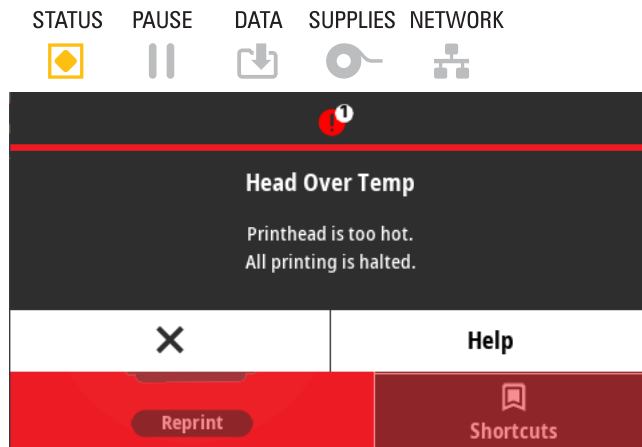 STATUS PAUSE DATA SUPPLIES NETWORK
1
Head Over Temp
Printhead is too hot.
All printing is halted.
Help
Reprint
Shortcuts